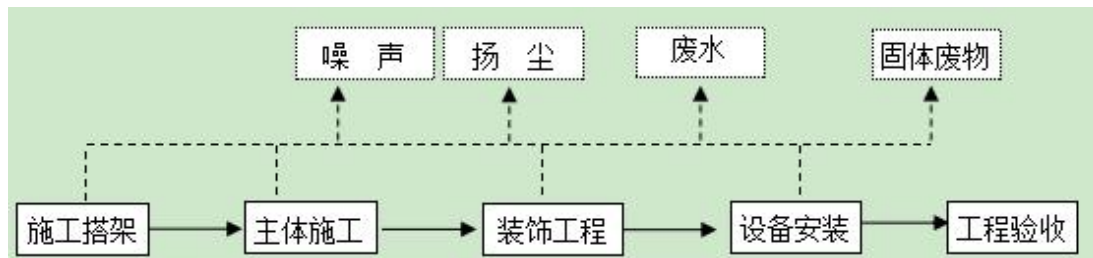 噪 声 扬 尘 废水 固体废物
施工搭架 主体施工 装饰工程 设备安装 工程验收